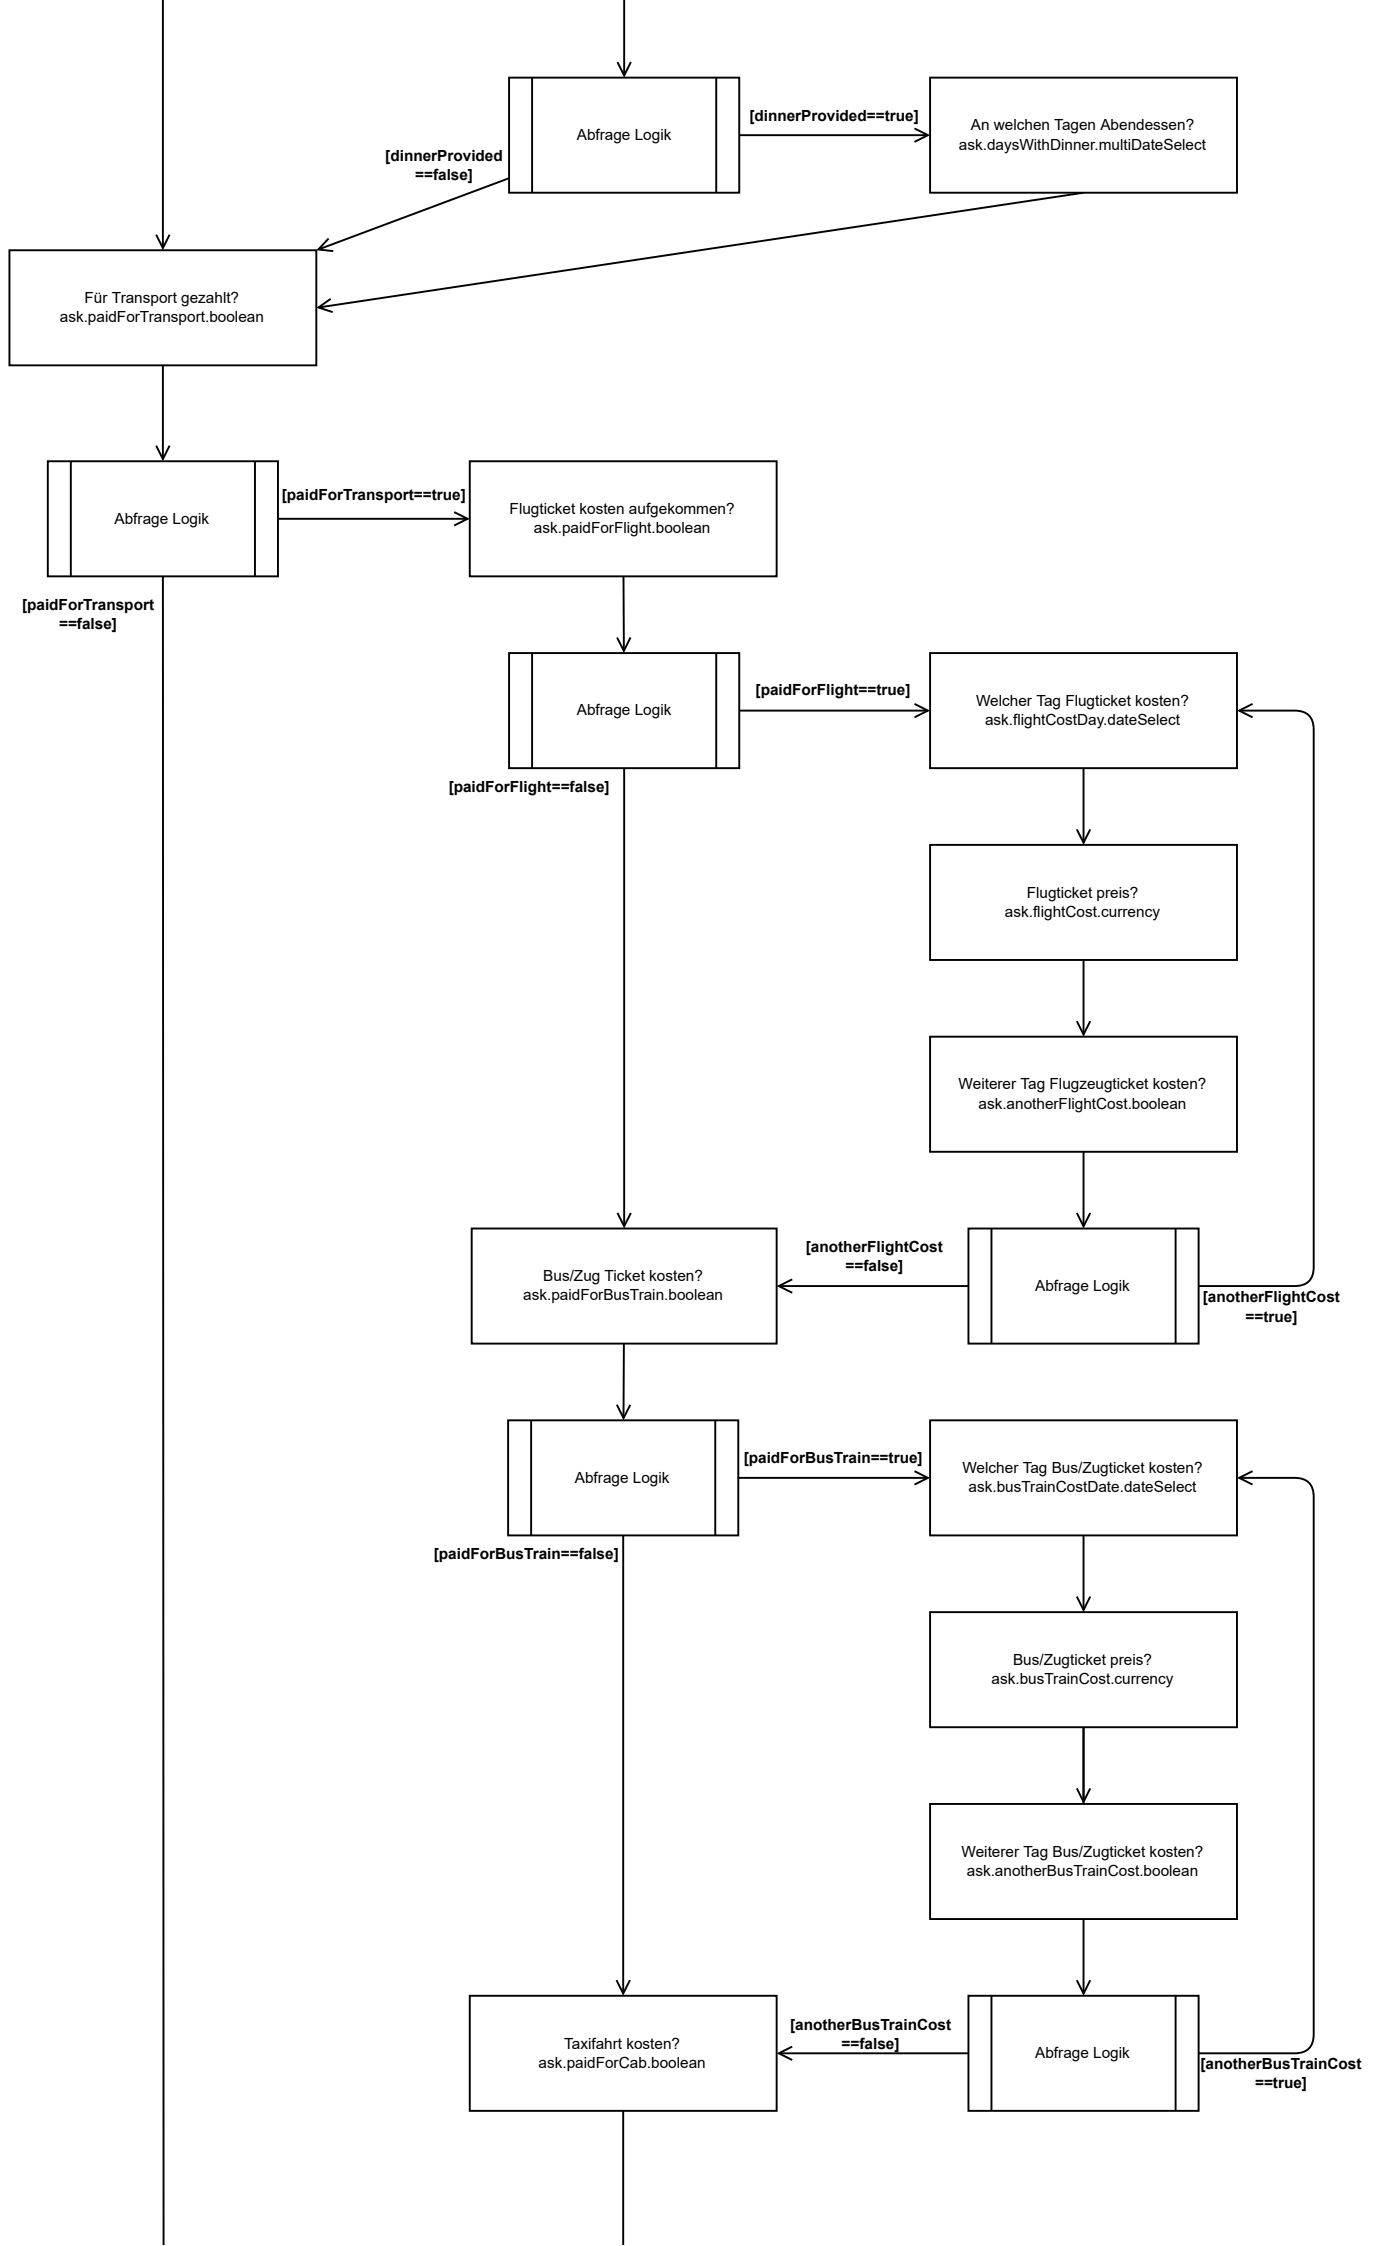 Abfrage Logik
[dinnerProvided==true]
An welchen Tagen Abendessen?
ask.daysWithDinner.multiDateSelect
[dinnerProvided
==false]
Für Transport gezahlt?
ask.paidForTransport.boolean
Abfrage Logik
[paidForTransport==true]
Flugticket kosten aufgekommen?
ask.paidForFlight.boolean
[paidForTransport
==false]
Abfrage Logik
[paidForFlight==true]
Welcher Tag Flugticket kosten?
ask.flightCostDay.dateSelect
[paidForFlight==false]
Flugticket preis?
ask.flightCost.currency
Weiterer Tag Flugzeugticket kosten?
ask.anotherFlightCost.boolean
Bus/Zug Ticket kosten?
ask.paidForBusTrain.boolean
[anotherFlightCost
==false]
Abfrage Logik
[anotherFlightCost
==true]
Abfrage Logik
[paidForBusTrain==true]
Welcher Tag Bus/Zugticket kosten?
ask.busTrainCostDate.dateSelect
[paidForBusTrain==false]
Bus/Zugticket preis?
ask.busTrainCost.currency
Weiterer Tag Bus/Zugticket kosten?
ask.anotherBusTrainCost.boolean
Taxifahrt kosten?
ask.paidForCab.boolean
[anotherBusTrainCost
==false]
Abfrage Logik
[anotherBusTrainCost
==true]